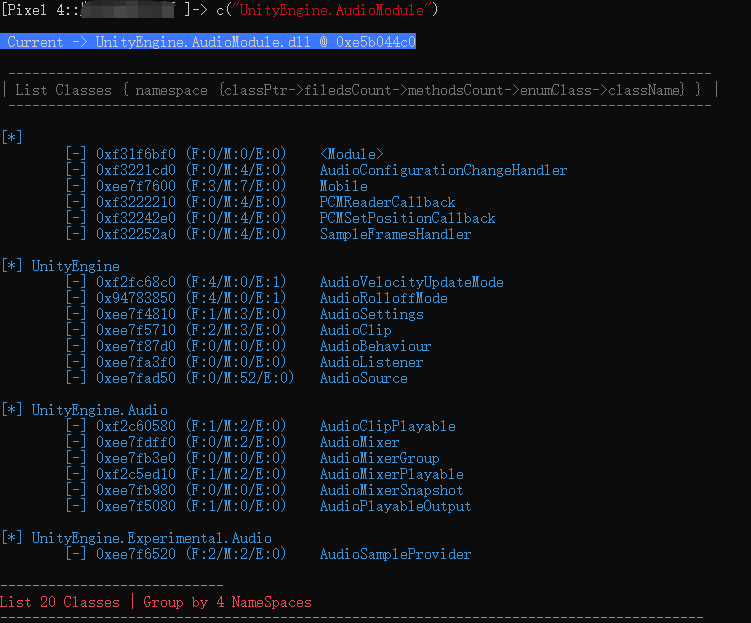 [Pixel 4:: ]-> c("UnityEngine.AudioModule")
Current -> UnityEngine.AudioModule.dll @ 0xe5b044c0
-----------------------------------------------------------------------------------------
| List Classes { namespace {classPtr->filedsCount->methodsCount->enumClass->className} } |
-----------------------------------------------------------------------------------------
[*]
[-] 0xf31f6bf0 (F:0/M:0/E:0) <Module>
[-] 0xf3221cd0 (F:0/M:4/E:0) AudioConfigurationChangeHandler
[-] 0xee7f7600 (F:3/M:7/E:0) Mobile
[-] 0xf3222210 (F:0/M:4/E:0) PCMReaderCallback
[-] 0xf32242e0 (F:0/M:4/E:0) PCMSetPositionCallback
[-] 0xf32252a0 (F:0/M:4/E:0) SampleFramesHandler
[*] UnityEngine
[-] 0xf2fc68c0 (F:4/M:0/E:1) AudioVelocityUpdateMode
[-] 0x94783850 (F:4/M:0/E:1) AudioRolloffMode
[-] 0xee7f4810 (F:1/M:3/E:0) AudioSettings
[-] 0xee7f5710 (F:2/M:3/E:0) AudioClip
[-] 0xee7f87d0 (F:0/M:0/E:0) AudioBehaviour
[-] 0xee7fa3f0 (F:0/M:0/E:0) AudioListener
[-] 0xee7fad50 (F:0/M:52/E:0) AudioSource
[*] UnityEngine.Audio
[-] 0xf2c60580 (F:1/M:2/E:0) AudioClipPlayable
[-] 0xee7fdff0 (F:0/M:2/E:0) AudioMixer
[-] 0xee7fb3e0 (F:0/M:0/E:0) AudioMixerGroup
[-] 0xf2c5ed10 (F:1/M:2/E:0) AudioMixerPlayable
[-] 0xee7fb980 (F:0/M:0/E:0) AudioMixerSnapshot
[-] 0xee7f5080 (F:1/M:0/E:0) AudioPlayableOutput
[*] UnityEngine.Experimental.Audio
[-] 0xee7f6520 (F:2/M:2/E:0) AudioSampleProvider
----------------------------
List 20 Classes | Group by 4 NameSpaces
-----------------------------------------------------------------------------------------